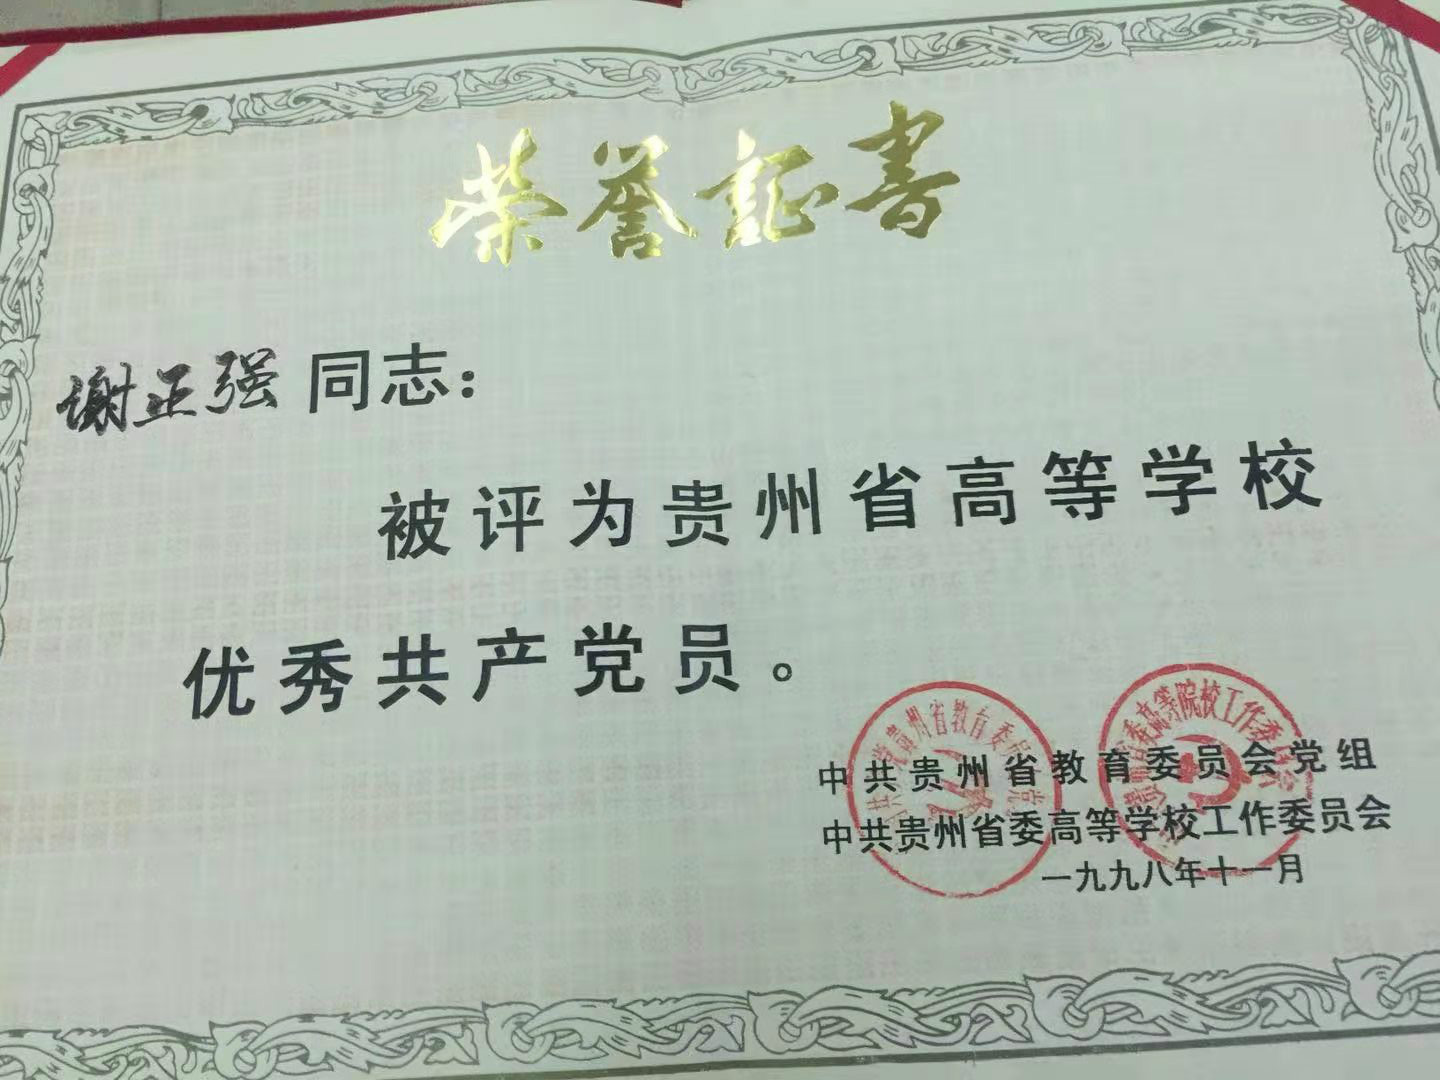 荣誉证书
谢正强同志：
被评为贵州省高等学校
优秀共产党员。
中共贵州省教育委员会党组
中共贵州省委高等学校工作委员会
一九九八年十一月